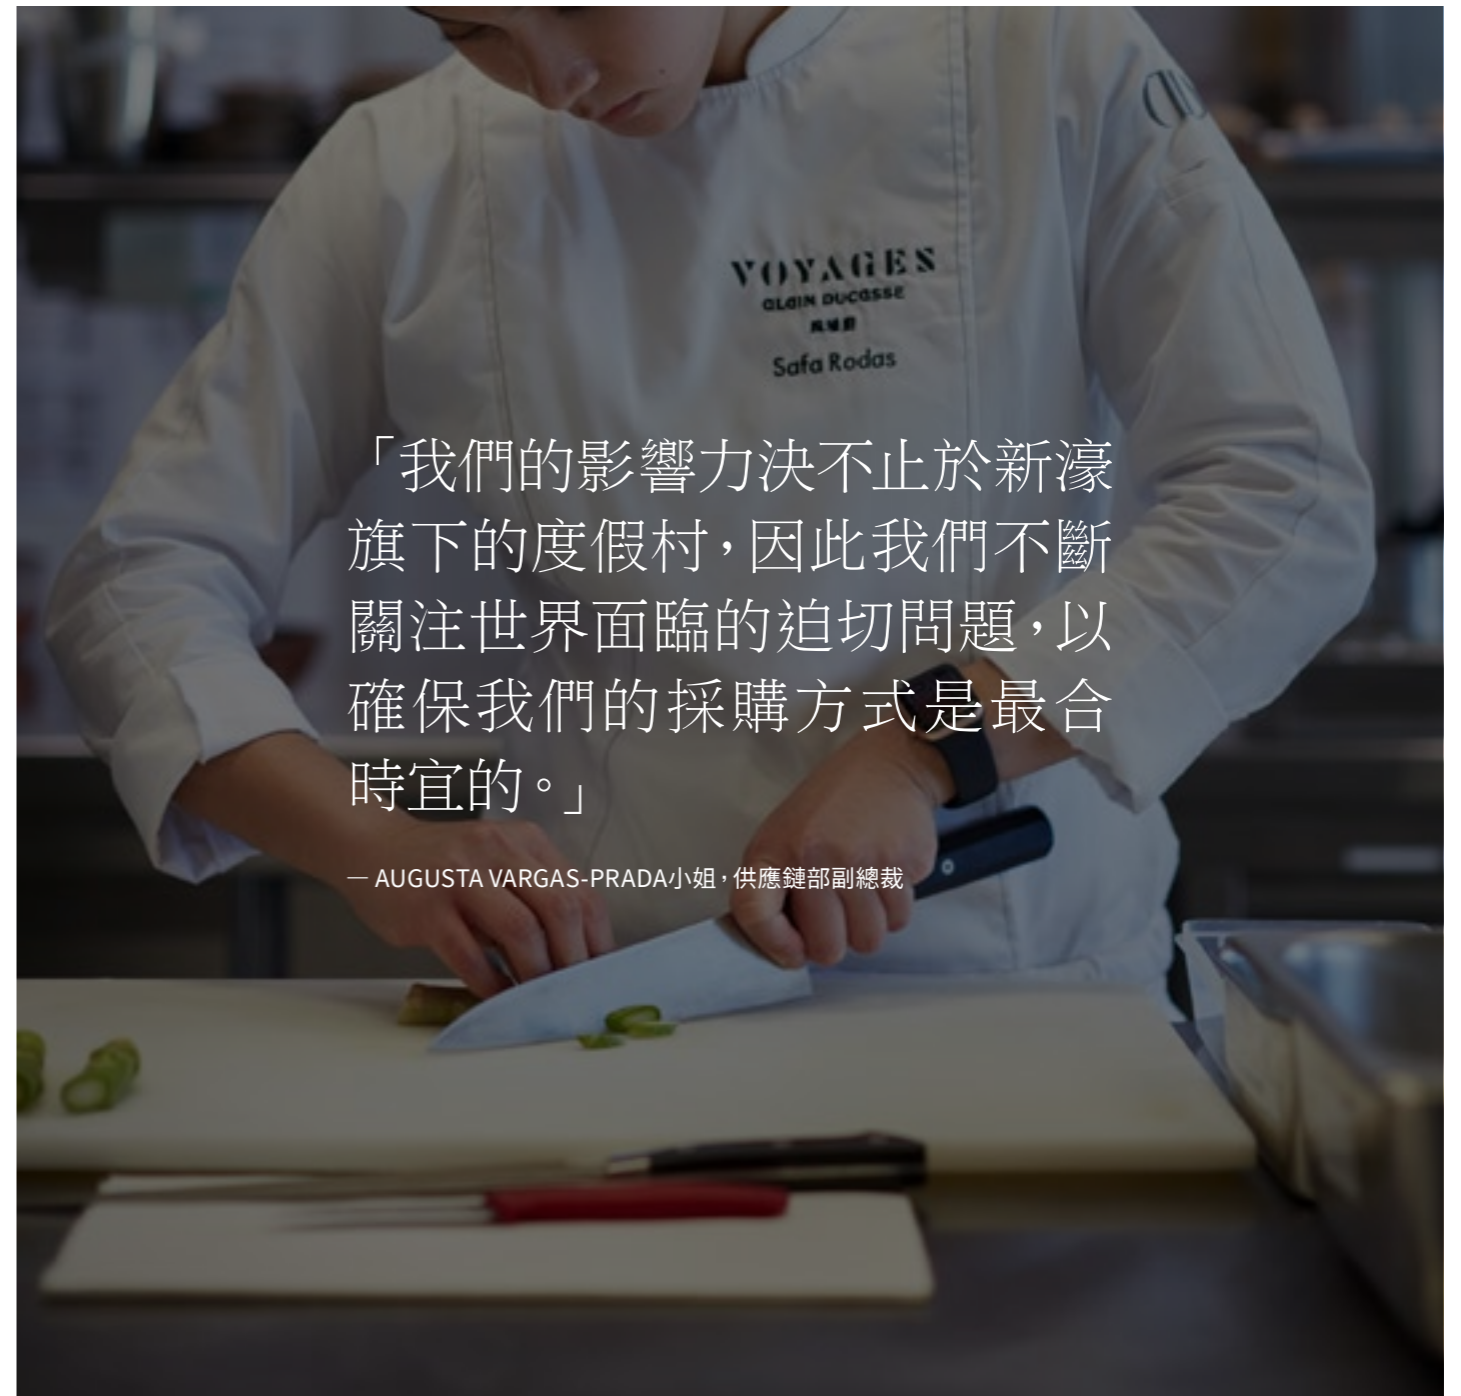 VOYAGES
ALAIN DUCASSE
Safa Rodas
「我們的影響力決不止於新濠
旗下的度假村，因此我們不斷
關注世界面臨的迫切問題，以
確保我們的採購方式是最合
時宜的。」
— AUGUSTA VARGAS-PRADA小姐，供應鏈部副總裁